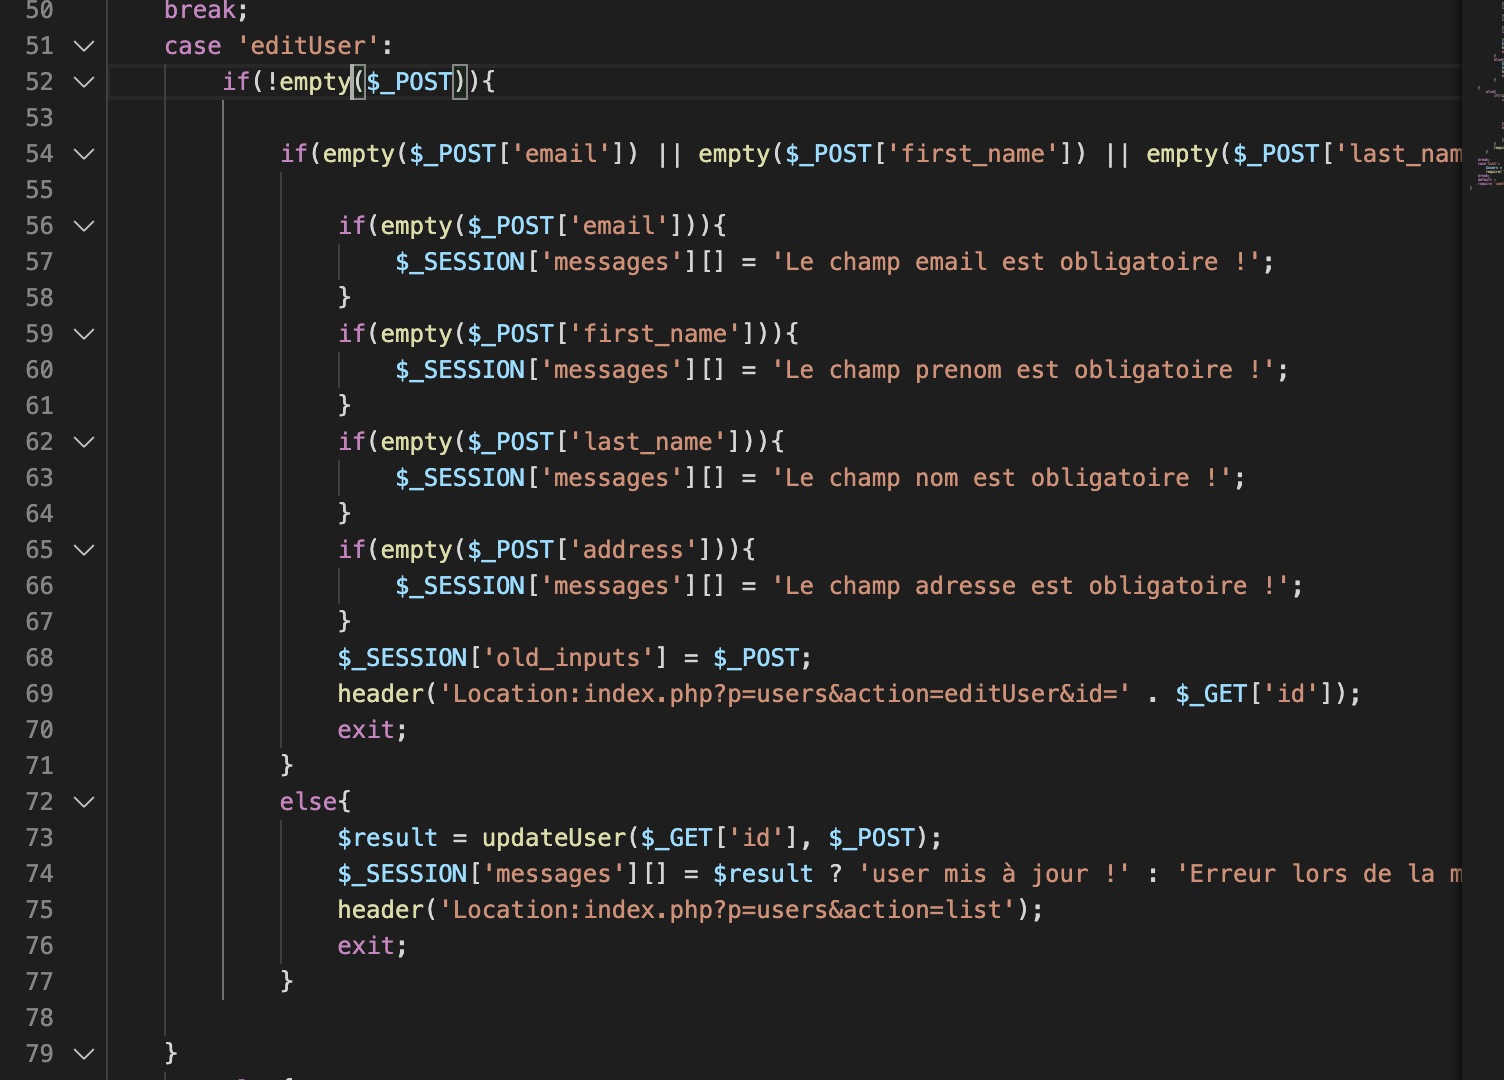 50 break;
51 case 'editUser':
52 if(!empty($_POST)){
53
54 if(empty($_POST['email']) || empty($_POST['first_name']) || empty($_POST['last_nam
55
56 if(empty($_POST['email'])){
57 $_SESSION['messages'][] = 'Le champ email est obligatoire !';
58 }
59 if(empty($_POST['first_name'])){
60 $_SESSION['messages'][] = 'Le champ prenom est obligatoire !';
61 }
62 if(empty($_POST['last_name'])){
63 $_SESSION['messages'][] = 'Le champ nom est obligatoire !';
64 }
65 if(empty($_POST['address'])){
66 $_SESSION['messages'][] = 'Le champ adresse est obligatoire !';
67 }
68 $_SESSION['old_inputs'] = $_POST;
69 header('Location:index.php?p=users&action=editUser&id=' . $_GET['id']);
70 exit;
71 }
72 else{
73 $result = updateUser($_GET['id'], $_POST);
74 $_SESSION['messages'][] = $result ? 'user mis à jour !' : 'Erreur lors de la m
75 header('Location:index.php?p=users&action=list');
76 exit;
77 }
78
79 }